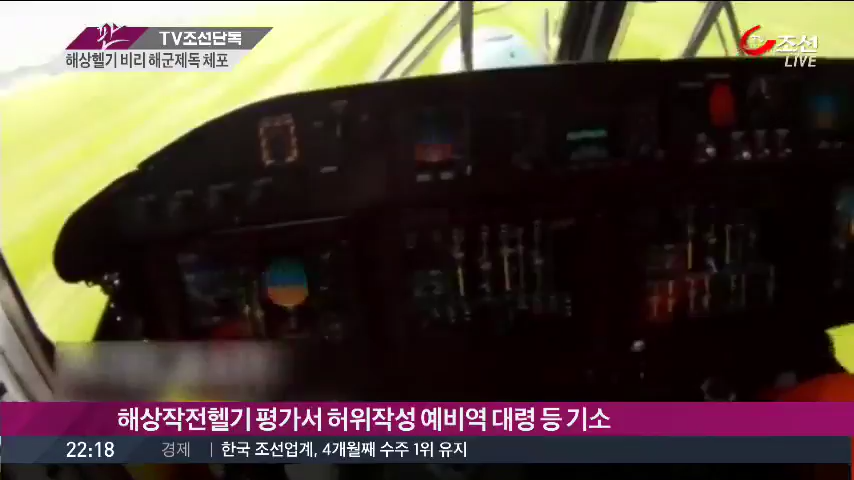 판 TV조선단독
해상헬기 비리 해군제독 체포
조선
LIVE
해상작전헬기 평가서 허위작성 예비역 대령 등 기소
22:18 경제 | 한국 조선업계, 4개월째 수주 1위 유지